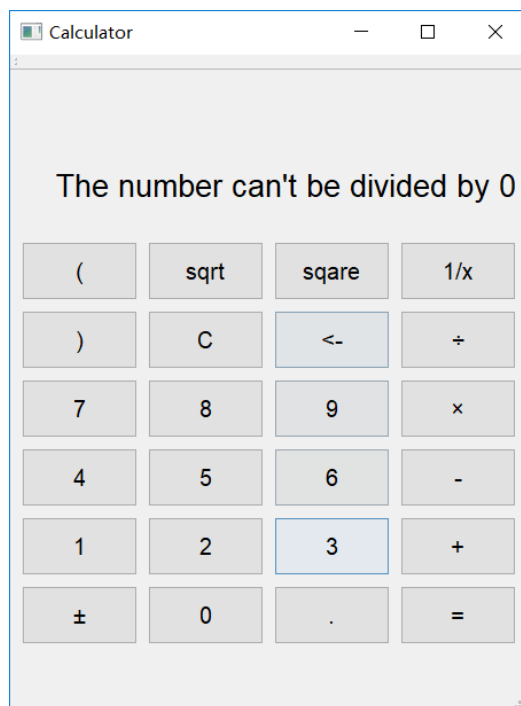 Calculator
The number can't be divided by 0
( sqrt sqare 1/x
) C <- ÷
7 8 9 ×
4 5 6 -
1 2 3 +
± 0 . =